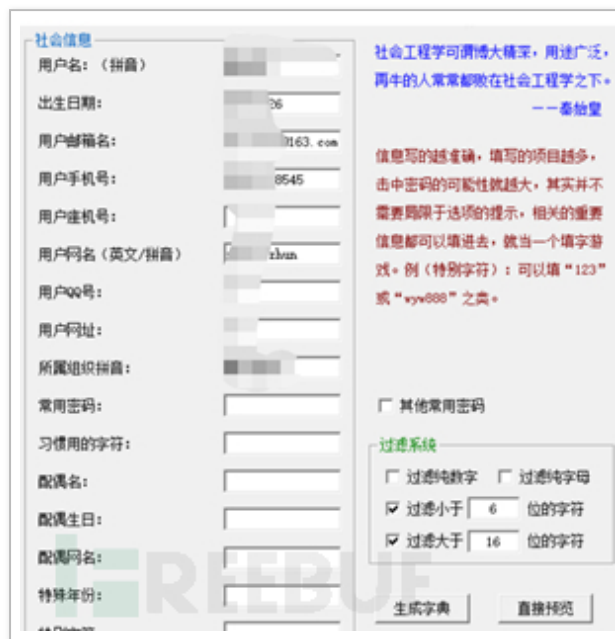 社会信息
用户名：（拼音）
出生日期：
26
用户邮箱名：
@163.com
用户手机号：
8545
用户座机号：
用户网名（英文/拼音）
zhun
用户QQ号：
用户网址：
所属组织拼音：
常用密码：
习惯用的字符：
配偶名：
配偶生日：
配偶网名：
特殊年份：
特别字符：
社会工程学可谓博大精深，用途广泛，
再牛的人常常都败在社会工程学之下。
——秦始皇
信息写的越准确，填写的项目越多，
击中密码的可能性就越大，其实并不
需要局限于选项的提示，相关的重要
信息都可以填进去，就当一个填字游
戏。例（特别字符）：可以填“123”
或“wyw888”之类。
其他常用密码
过滤系统
过滤纯数字 过滤纯字母
过滤小于 6 位的字符
过滤大于 16 位的字符
生成字典 直接预览
FREEBUF